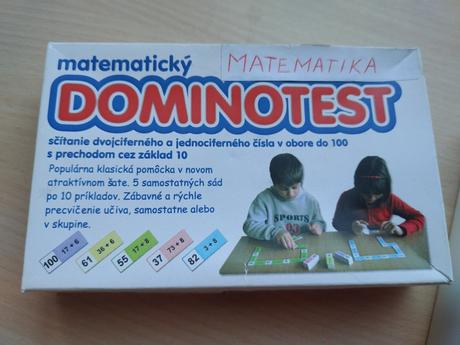 matematický
MATEMATIKA
DOMINOTEST
sčítanie dvojciferného a jednociferného čísla v obore do 100
s prechodom cez základ 10
Populárna klasická pomôcka v novom
atraktívnom šate. 5 samostatných sád
po 10 príkladov. Zábavné a rýchle
precvičenie učiva, samostatne alebo
v skupine.
SPORTS
100 17 + 6
61 36 + 6
55 17 + 8
37 73 + 8
82 3 + 8